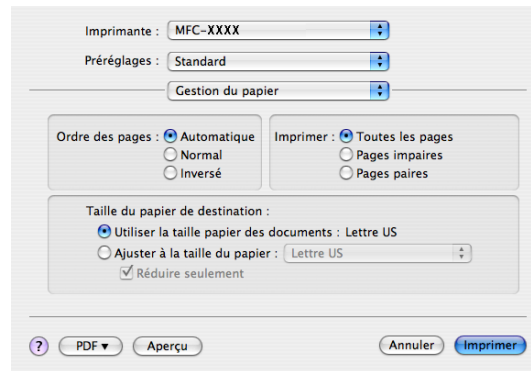 Imprimante : MFC-XXXX
Préréglages : Standard
Gestion du papier
Ordre des pages : Automatique
Normal
Inversé
Imprimer : Toutes les pages
Pages impaires
Pages paires
Taille du papier de destination :
Utiliser la taille papier des documents : Lettre US
Ajuster à la taille du papier : Lettre US
Réduire seulement
? PDF ▼ Aperçu Annuler Imprimer